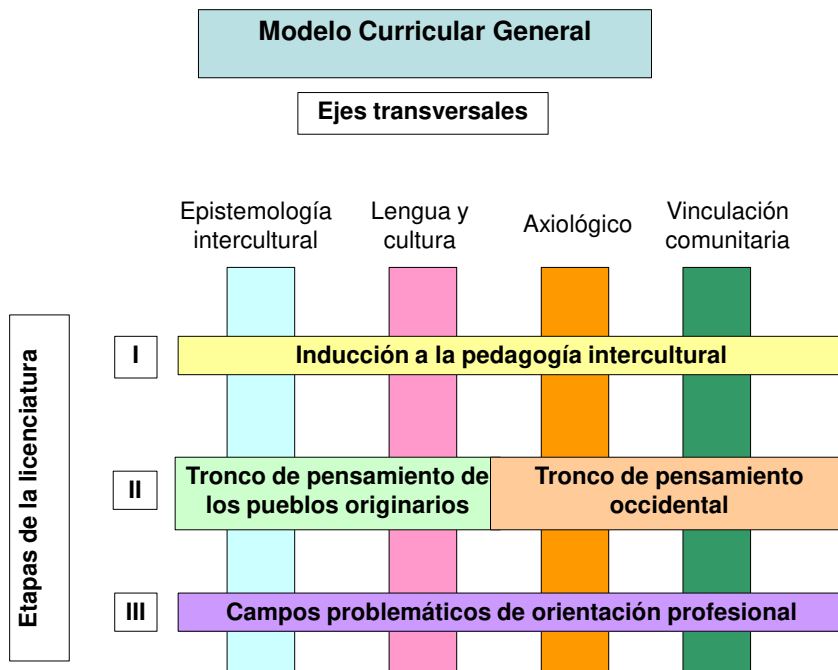 Modelo Curricular General
Ejes transversales
Epistemología
intercultural
Lengua y
cultura
Axiológico
Vinculación
comunitaria
Etapas de la licenciatura
I
Inducción a la pedagogía intercultural
II
Tronco de pensamiento de
los pueblos originarios
Tronco de pensamiento
occidental
III
Campos problemáticos de orientación profesional